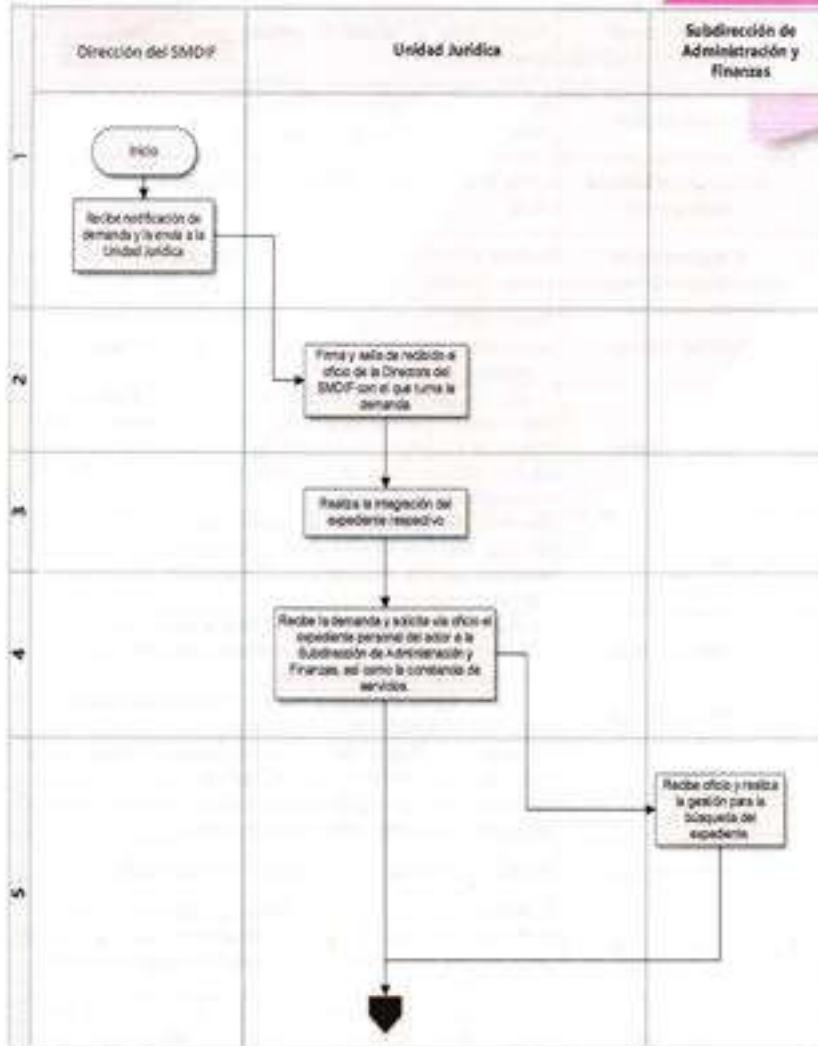 Dirección del SMDIF
Unidad Jurídica
Subdirección de
Administración y
Finanzas
1
Inicio
Recibe notificación de
demanda y la envía a la
Unidad Jurídica
2
Firma y sella de recibido el
oficio de la Directora del
SMDIF con el que turna la
demanda
3
Realiza la integración del
expediente respectivo
4
Recibe la demanda y solicita vía oficio el
expediente personal del actor a la
Subdirección de Administración y
Finanzas, así como la constancia de
servicios.
5
Recibe oficio y realiza
la gestión para la
búsqueda del
expediente